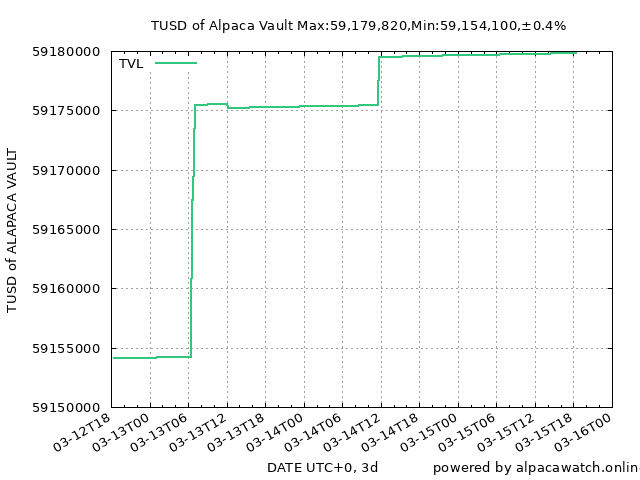 TUSD of Alpaca Vault Max:59,179,820,Min:59,154,100,±0.4%
TVL
59180000
59175000
59170000
59165000
59160000
59155000
59150000
TUSD of ALAPACA VAULT
03-12T18
03-13T00
03-13T06
03-13T12
03-13T18
03-14T00
03-14T06
03-14T12
03-14T18
03-15T00
03-15T06
03-15T12
03-15T18
03-16T00
DATE UTC+0, 3d
powered by alpacawatch.online